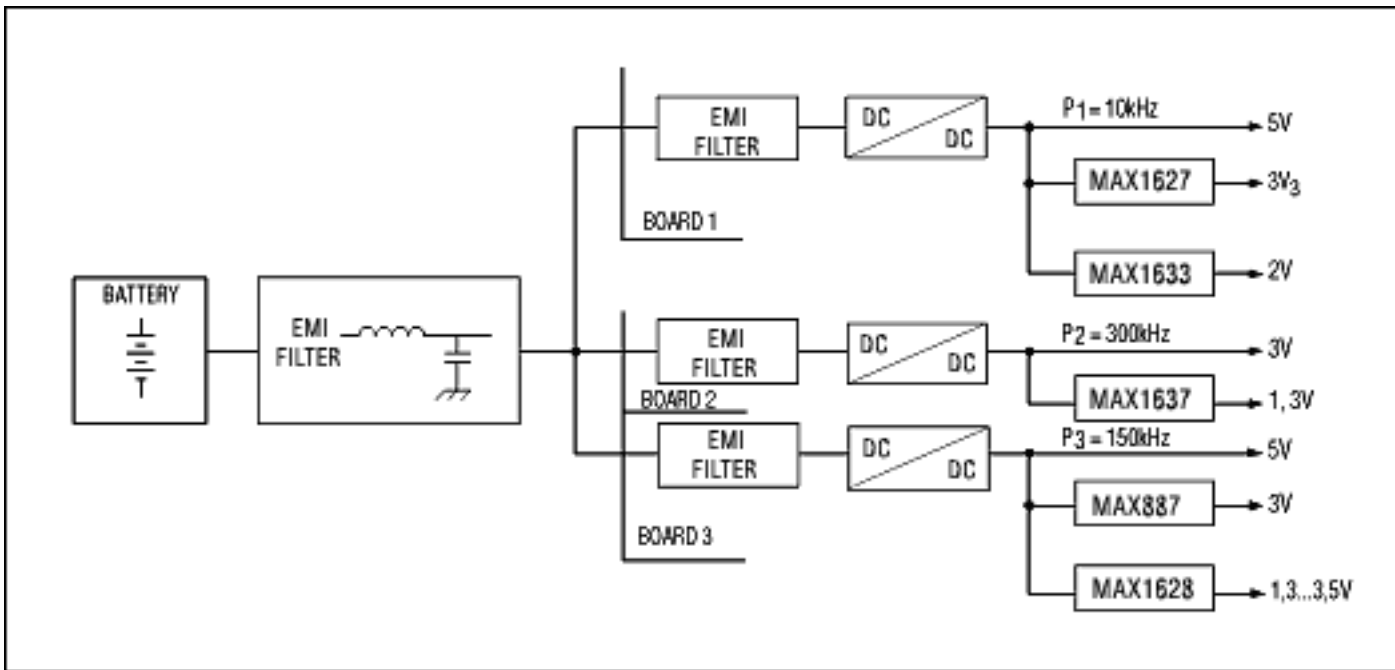 BATTERY
EMI
FILTER
EMI
FILTER
DC
DC
P1 = 10kHz
5V
MAX1627
3V3
MAX1633
2V
BOARD 1
EMI
FILTER
DC
DC
P2 = 300kHz
3V
MAX1637
1, 3V
BOARD 2
EMI
FILTER
DC
DC
P3 = 150kHz
5V
MAX887
3V
MAX1628
1,3...3,5V
BOARD 3